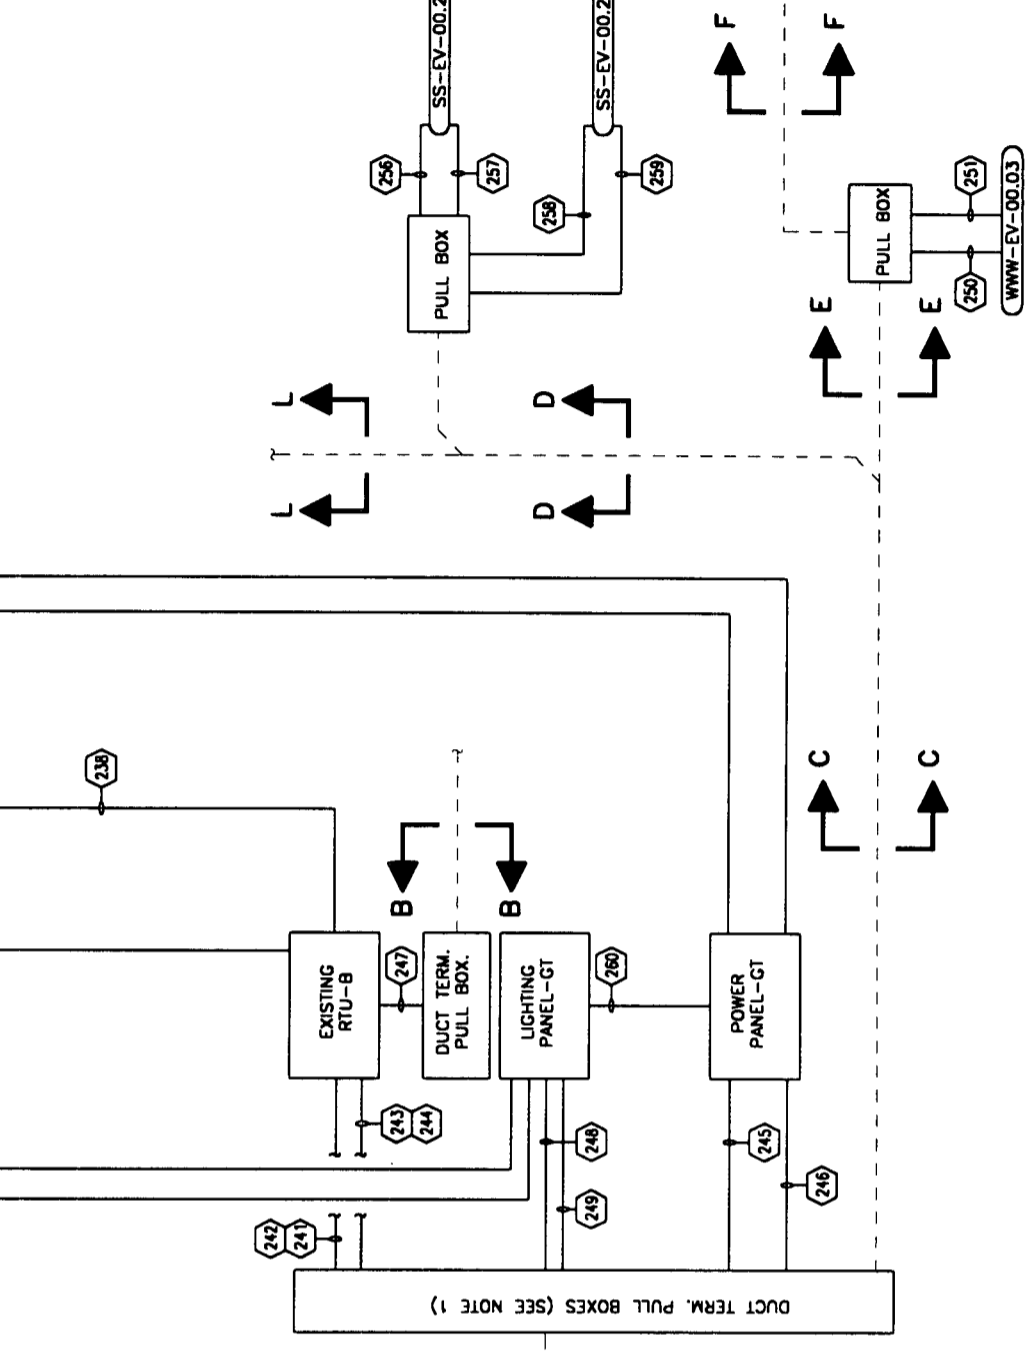 SS-EV-00.2
SS-EV-00.2
F
F
256
257
258
259
251
PULL BOX
PULL BOX
250
WWW-EV-00.03
E
E
L
D
L
D
238
C
C
B
B
EXISTING
RTU-B
247
DUCT TERM.
PULL BOX.
LIGHTING
PANEL-GT
260
POWER
PANEL-GT
243
244
248
245
249
246
242
241
DUCT TERM. PULL BOXES (SEE NOTE 1)